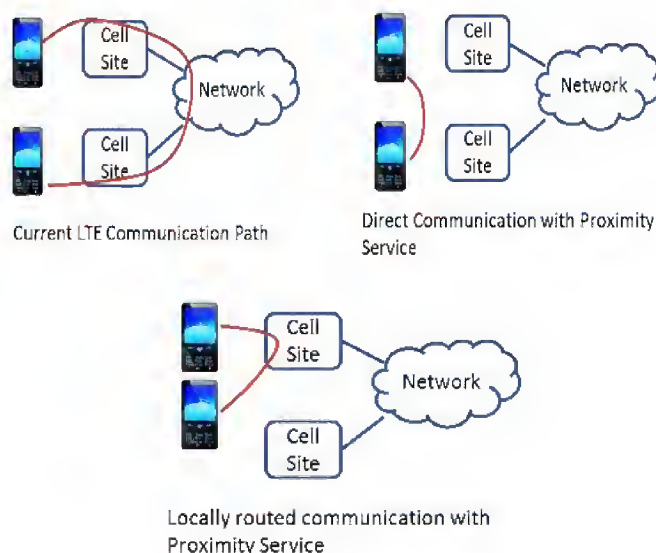 Cell
Site
Network
Cell
Site
Current LTE Communication Path
Cell
Site
Network
Cell
Site
Direct Communication with Proximity
Service
Cell
Site
Network
Cell
Site
Locally routed communication with
Proximity Service